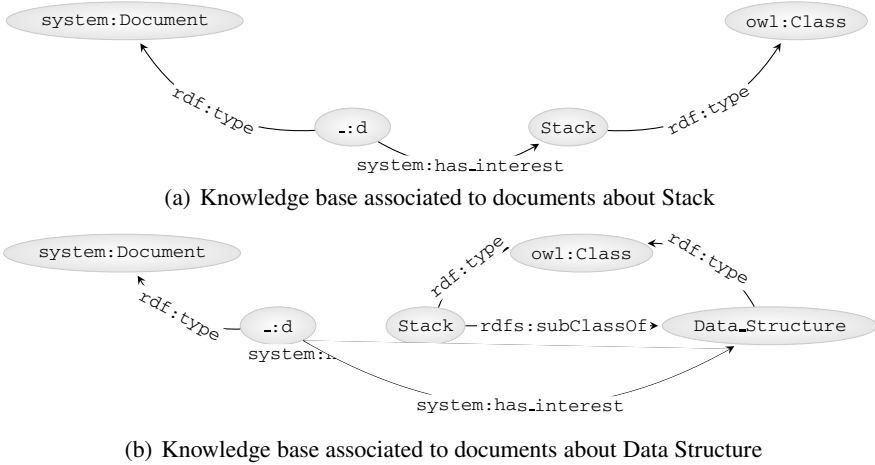 system:Document
owl:Class
rdf:type
rdf:type
_:d
Stack
system:has_interest
(a) Knowledge base associated to documents about Stack
system:Document
owl:Class
rdf:type
rdf:type
rdf:type
_:d
Stack
rdfs:subClassOf
Data_Structure
system:
system:has_interest
(b) Knowledge base associated to documents about Data Structure